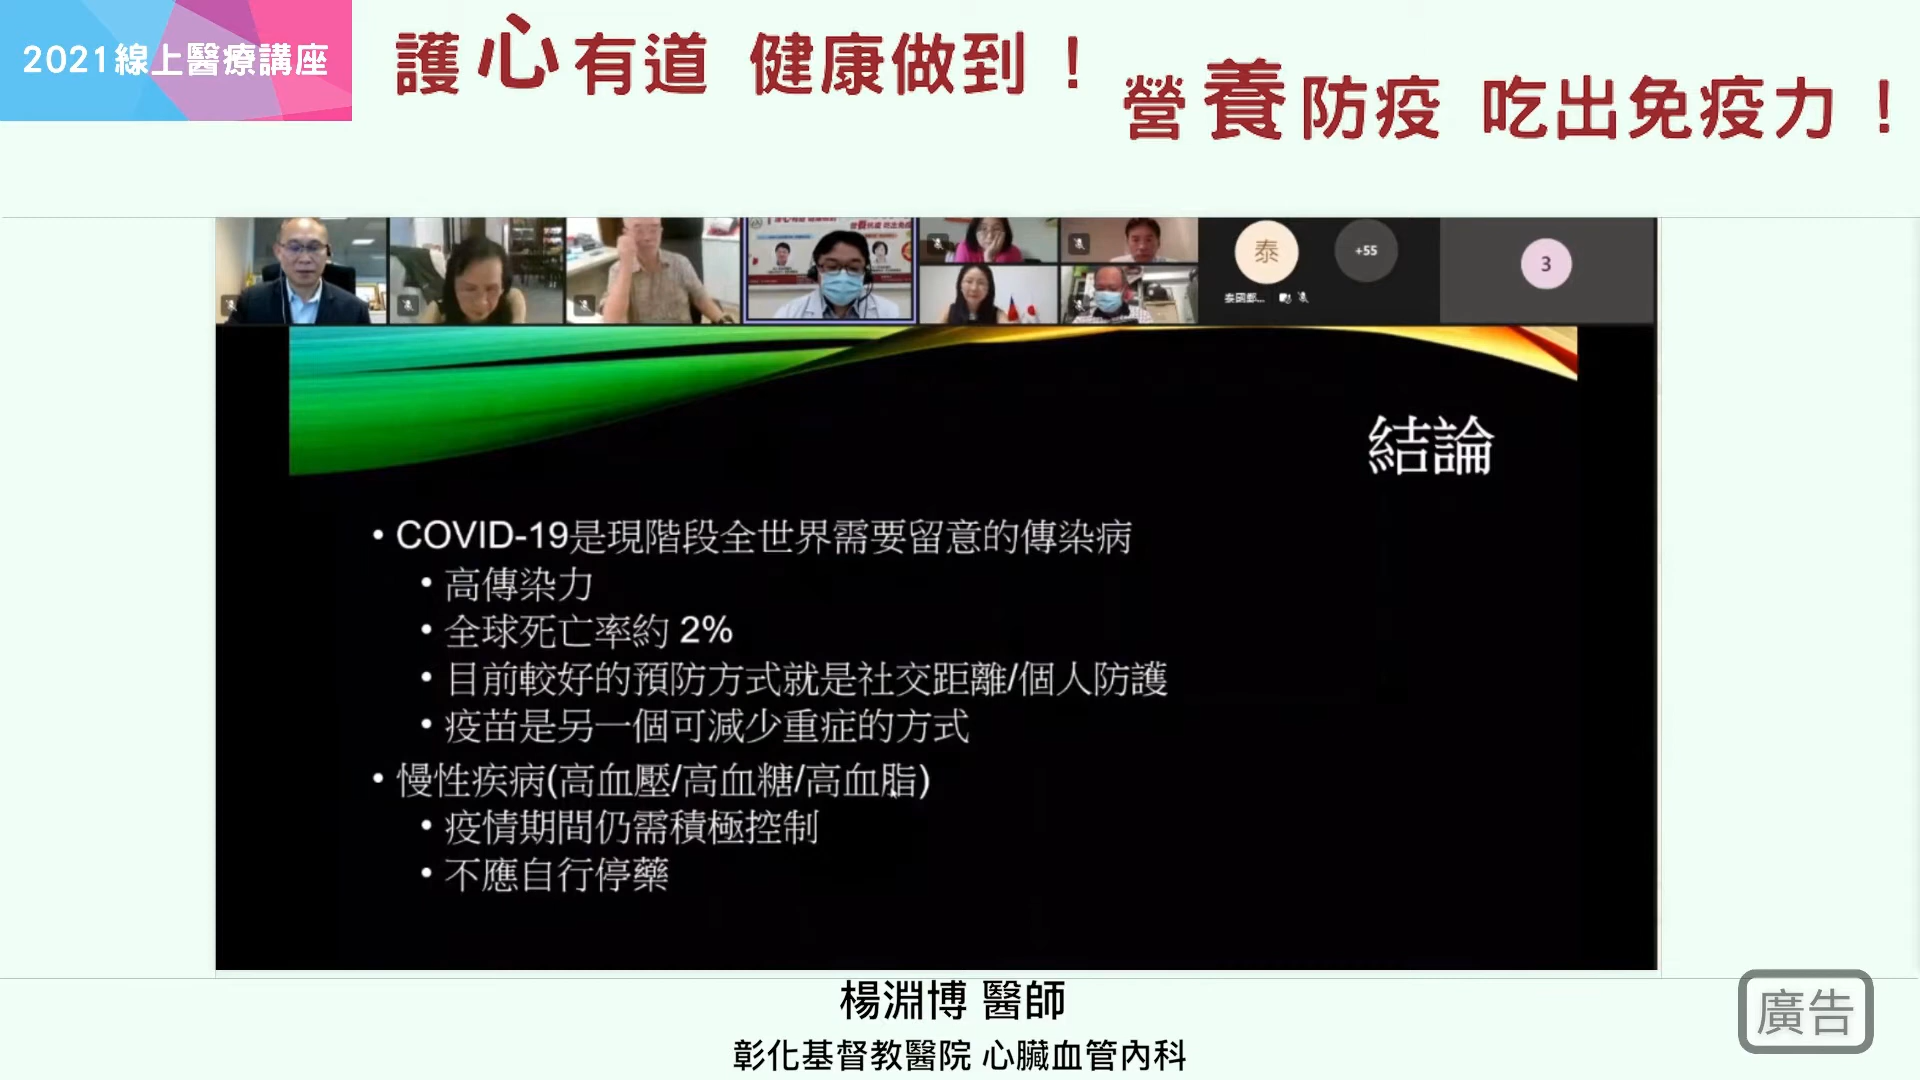 2021線上醫療講座
護心有道 健康做到！
營養防疫 吃出免疫力！
泰
+55
3
結論
• COVID-19是現階段全世界需要留意的傳染病
• 高傳染力
• 全球死亡率約 2%
• 目前較好的預防方式就是社交距離/個人防護
• 疫苗是另一個可減少重症的方式
• 慢性疾病(高血壓/高血糖/高血脂)
• 疫情期間仍需積極控制
• 不應自行停藥
楊淵博 醫師
彰化基督教醫院 心臟血管內科
廣告